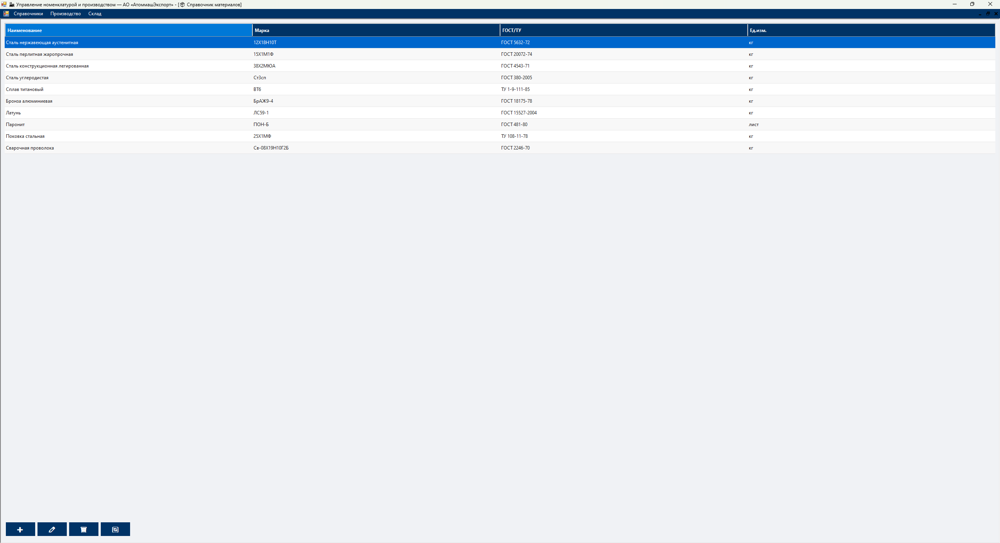 Управление номенклатурой и производством — АО «АтоммашЭкспорт» - [ Справочник материалов]
Справочники Производство Склад
Наименование Марка ГОСТ/ТУ Ед.изм.
Сталь нержавеющая аустенитная 12Х18Н10Т ГОСТ 5632-72 кг
Сталь перлитная жаропрочная 15Х1М1Ф ГОСТ 20072-74 кг
Сталь конструкционная легированная 38Х2МЮА ГОСТ 4543-71 кг
Сталь углеродистая Ст3сп ГОСТ 380-2005 кг
Сплав титановый ВТ6 ТУ 1-9-111-85 кг
Бронза алюминиевая БрАЖ9-4 ГОСТ 18175-78 кг
Латунь ЛС59-1 ГОСТ 15527-2004 кг
Паронит ПОН-Б ГОСТ 481-80 лист
Поковка стальная 25Х1МФ ТУ 108-11-78 кг
Сварочная проволока Св-08Х19Н10Г2Б ГОСТ 2246-70 кг